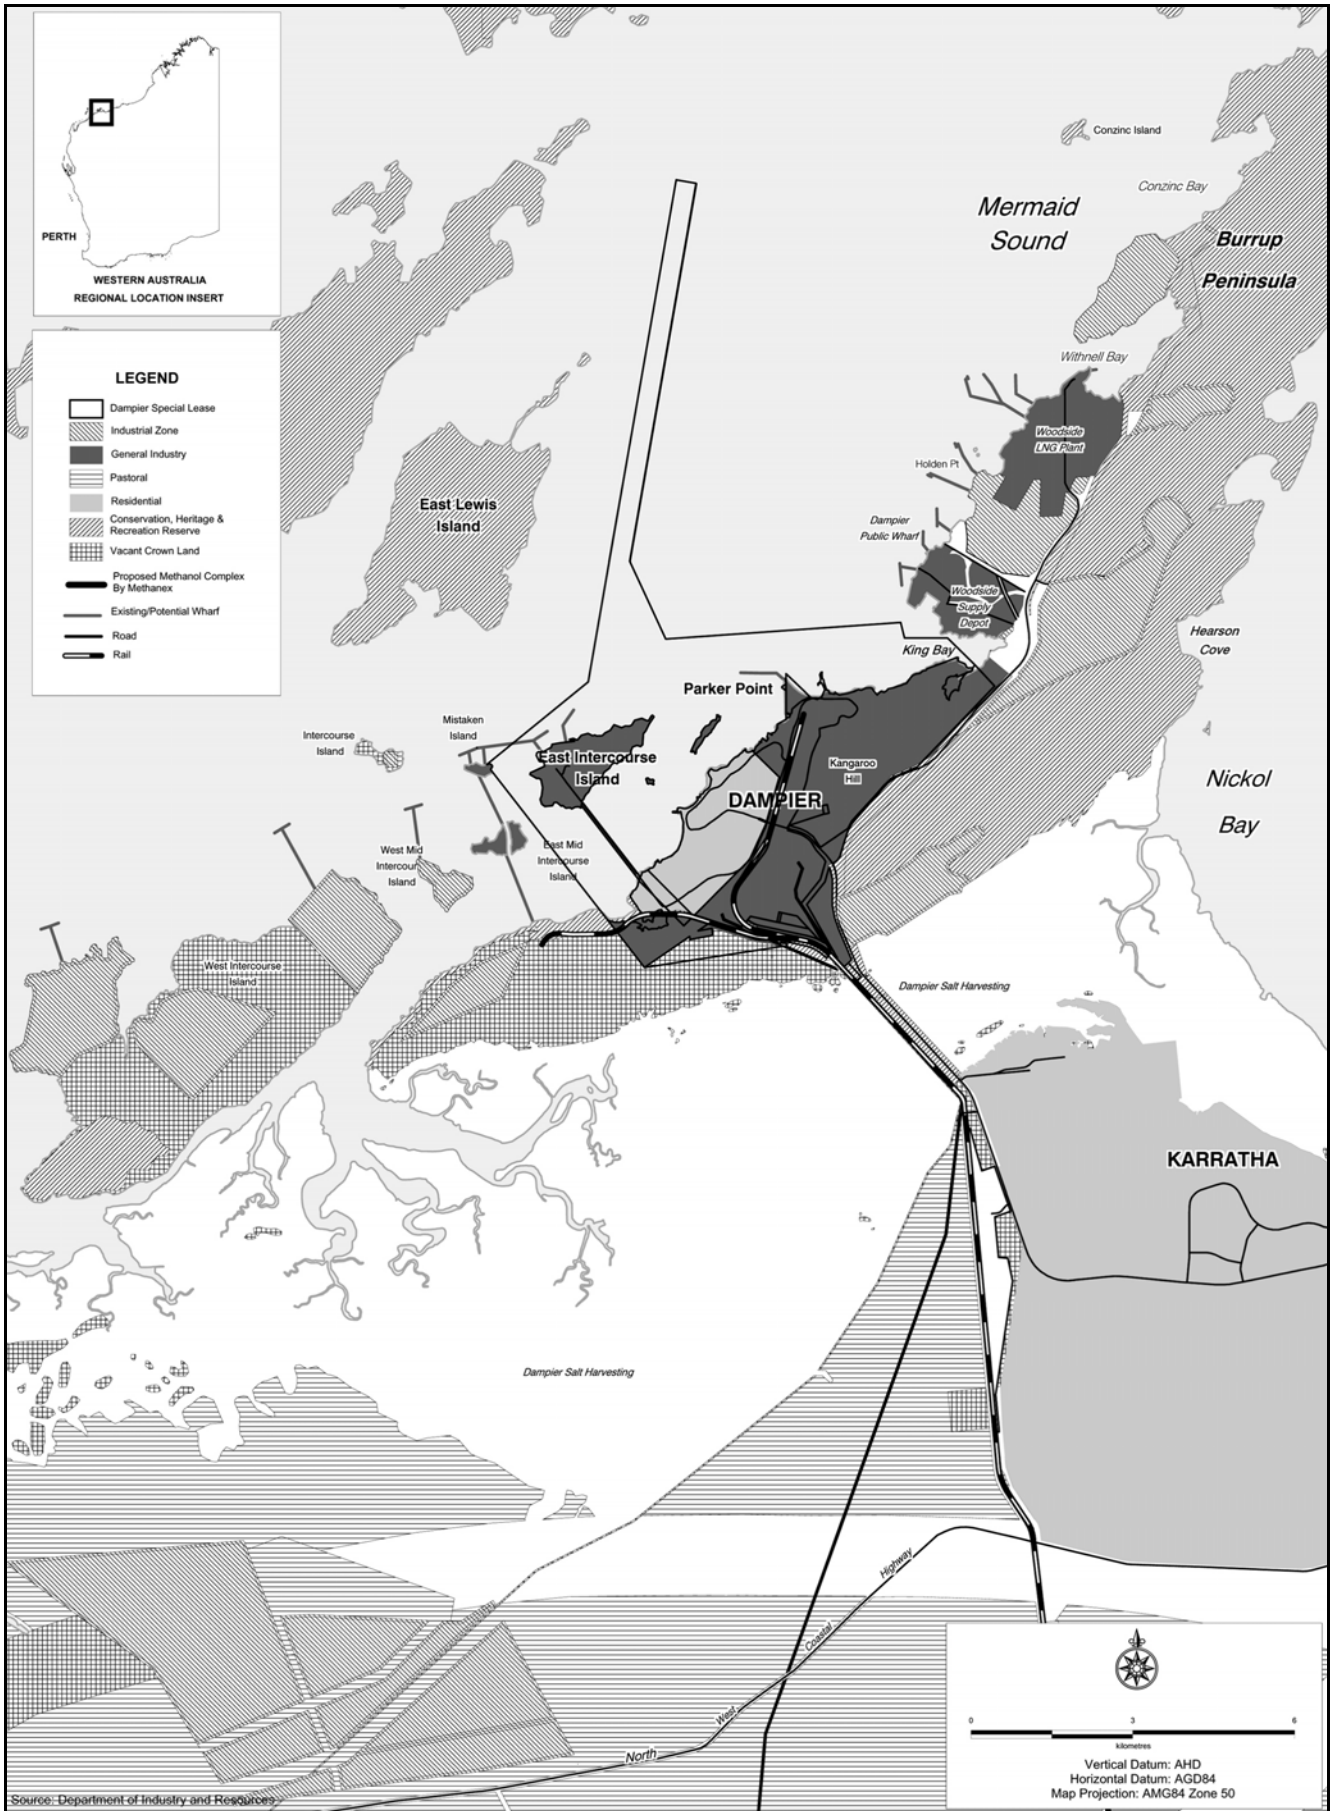 PERTH
WESTERN AUSTRALIA
REGIONAL LOCATION INSERT
LEGEND
Dampier Special Lease
Industrial Zone
General Industry
Pastoral
Residential
Conservation, Heritage &
Recreation Reserve
Vacant Crown Land
Proposed Methanol Complex
By Methanex
Existing/Potential Wharf
Road
Rail
Conzinc Island
Conzinc Bay
Mermaid
Sound
Burrup
Peninsula
Withnell Bay
Woodside
LNG Plant
Holden Pt
East Lewis
Island
Dampier
Public Wharf
Woodside
Supply
Depot
Hearson
Cove
King Bay
Parker Point
Mistaken
Island
Intercourse
Island
East Intercourse
Island
Kangaroo
Hill
Nickol
Bay
DAMPIER
East Mid
Intercourse
Island
West Mid
Intercour
Island
West Intercourse
Island
Dampier Salt Harvesting
KARRATHA
Dampier Salt Harvesting
Highway
Coastal
West
North
0
3
6
kilometres
Vertical Datum: AHD
Horizontal Datum: AGD84
Map Projection: AMG84 Zone 50
Source: Department of Industry and Resources